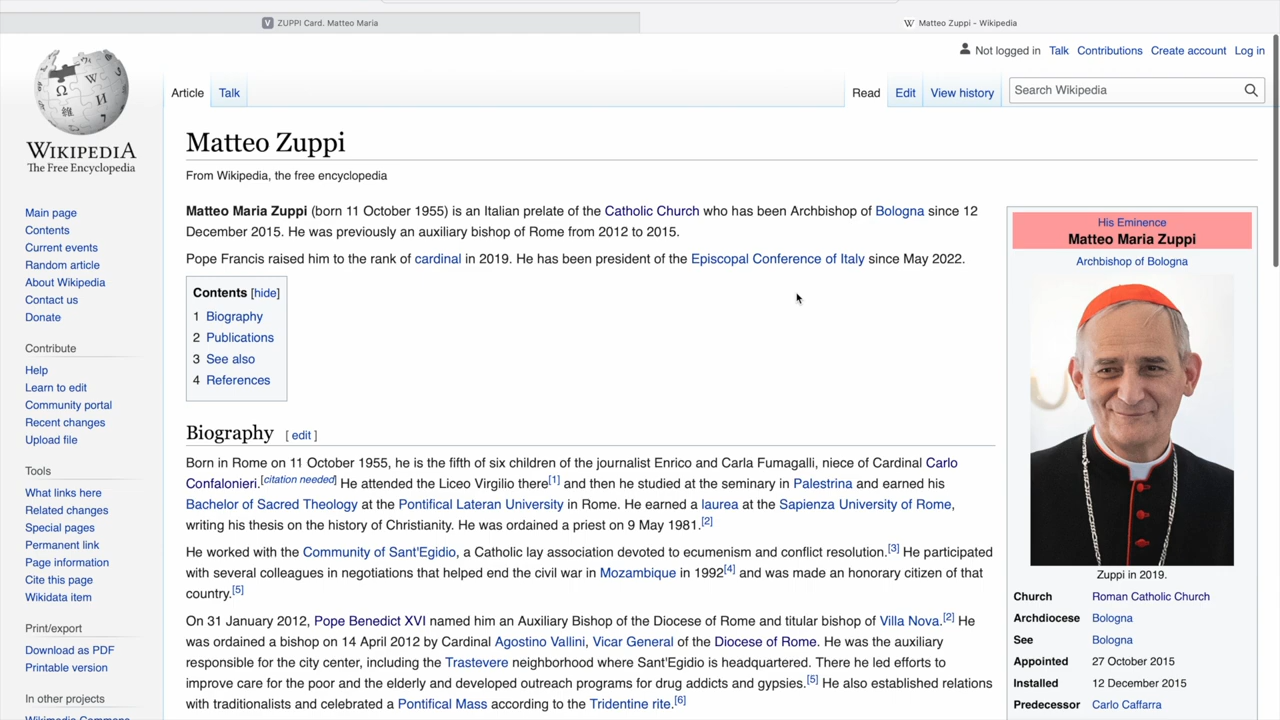 ZUPPI Card. Matteo Maria
Matteo Zuppi - Wikipedia
Not logged in Talk Contributions Create account Log in
Article Talk
Read Edit View history
Search Wikipedia
WIKIPEDIA
The Free Encyclopedia
Main page
Contents
Current events
Random article
About Wikipedia
Contact us
Donate
Contribute
Help
Learn to edit
Community portal
Recent changes
Upload file
Tools
What links here
Related changes
Special pages
Permanent link
Page information
Cite this page
Wikidata item
Print/export
Download as PDF
Printable version
In other projects
Wikimedia Commons
Matteo Zuppi
From Wikipedia, the free encyclopedia
Matteo Maria Zuppi (born 11 October 1955) is an Italian prelate of the Catholic Church who has been Archbishop of Bologna since 12
December 2015. He was previously an auxiliary bishop of Rome from 2012 to 2015.
Pope Francis raised him to the rank of cardinal in 2019. He has been president of the Episcopal Conference of Italy since May 2022.
Contents [hide]
1 Biography
2 Publications
3 See also
4 References
Biography [ edit ]
Born in Rome on 11 October 1955, he is the fifth of six children of the journalist Enrico and Carla Fumagalli, niece of Cardinal Carlo
Confalonieri.[citation needed] He attended the Liceo Virgilio there[1] and then he studied at the seminary in Palestrina and earned his
Bachelor of Sacred Theology at the Pontifical Lateran University in Rome. He earned a laurea at the Sapienza University of Rome,
writing his thesis on the history of Christianity. He was ordained a priest on 9 May 1981.[2]
He worked with the Community of Sant'Egidio, a Catholic lay association devoted to ecumenism and conflict resolution.[3] He participated
with several colleagues in negotiations that helped end the civil war in Mozambique in 1992[4] and was made an honorary citizen of that
country.[5]
On 31 January 2012, Pope Benedict XVI named him an Auxiliary Bishop of the Diocese of Rome and titular bishop of Villa Nova.[2] He
was ordained a bishop on 14 April 2012 by Cardinal Agostino Vallini, Vicar General of the Diocese of Rome. He was the auxiliary
responsible for the city center, including the Trastevere neighborhood where Sant'Egidio is headquartered. There he led efforts to
improve care for the poor and the elderly and developed outreach programs for drug addicts and gypsies.[5] He also established relations
with traditionalists and celebrated a Pontifical Mass according to the Tridentine rite.[6]
His Eminence
Matteo Maria Zuppi
Archbishop of Bologna
Zuppi in 2019.
Church Roman Catholic Church
Archdiocese Bologna
See Bologna
Appointed 27 October 2015
Installed 12 December 2015
Predecessor Carlo Caffarra